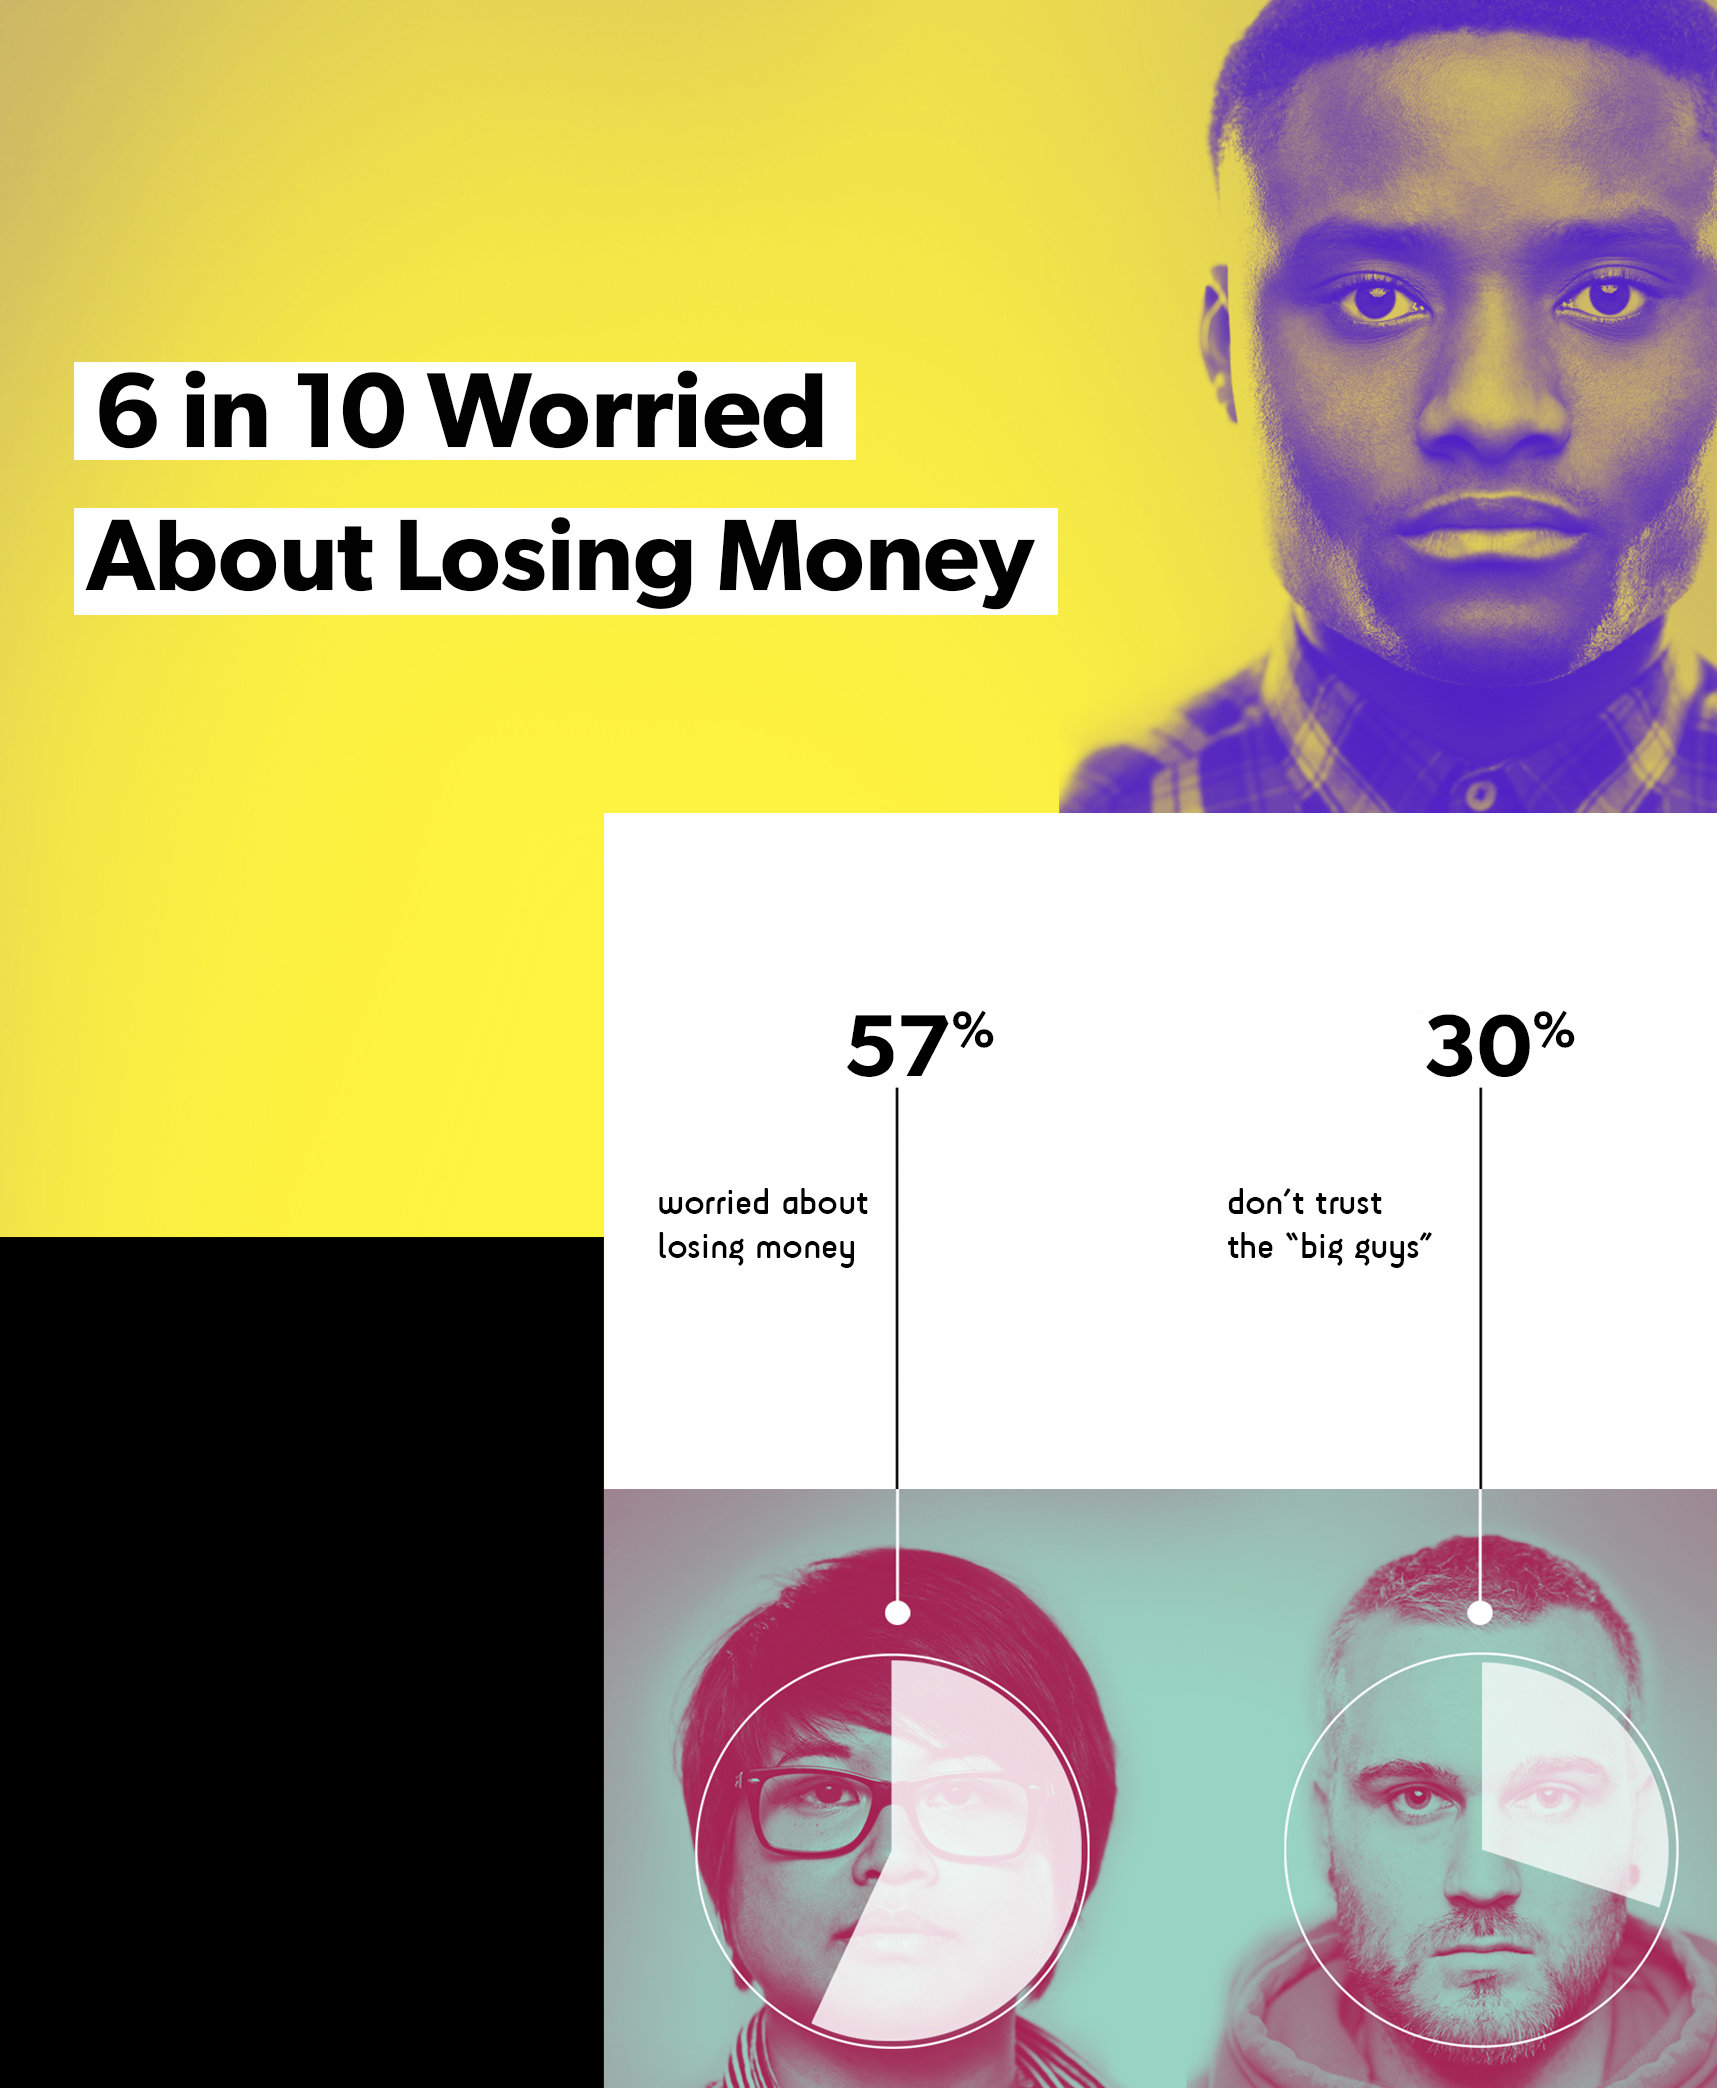 6 in 10 Worried
About Losing Money
57%
30%
worried about
losing money
don't trust
the "big guys"